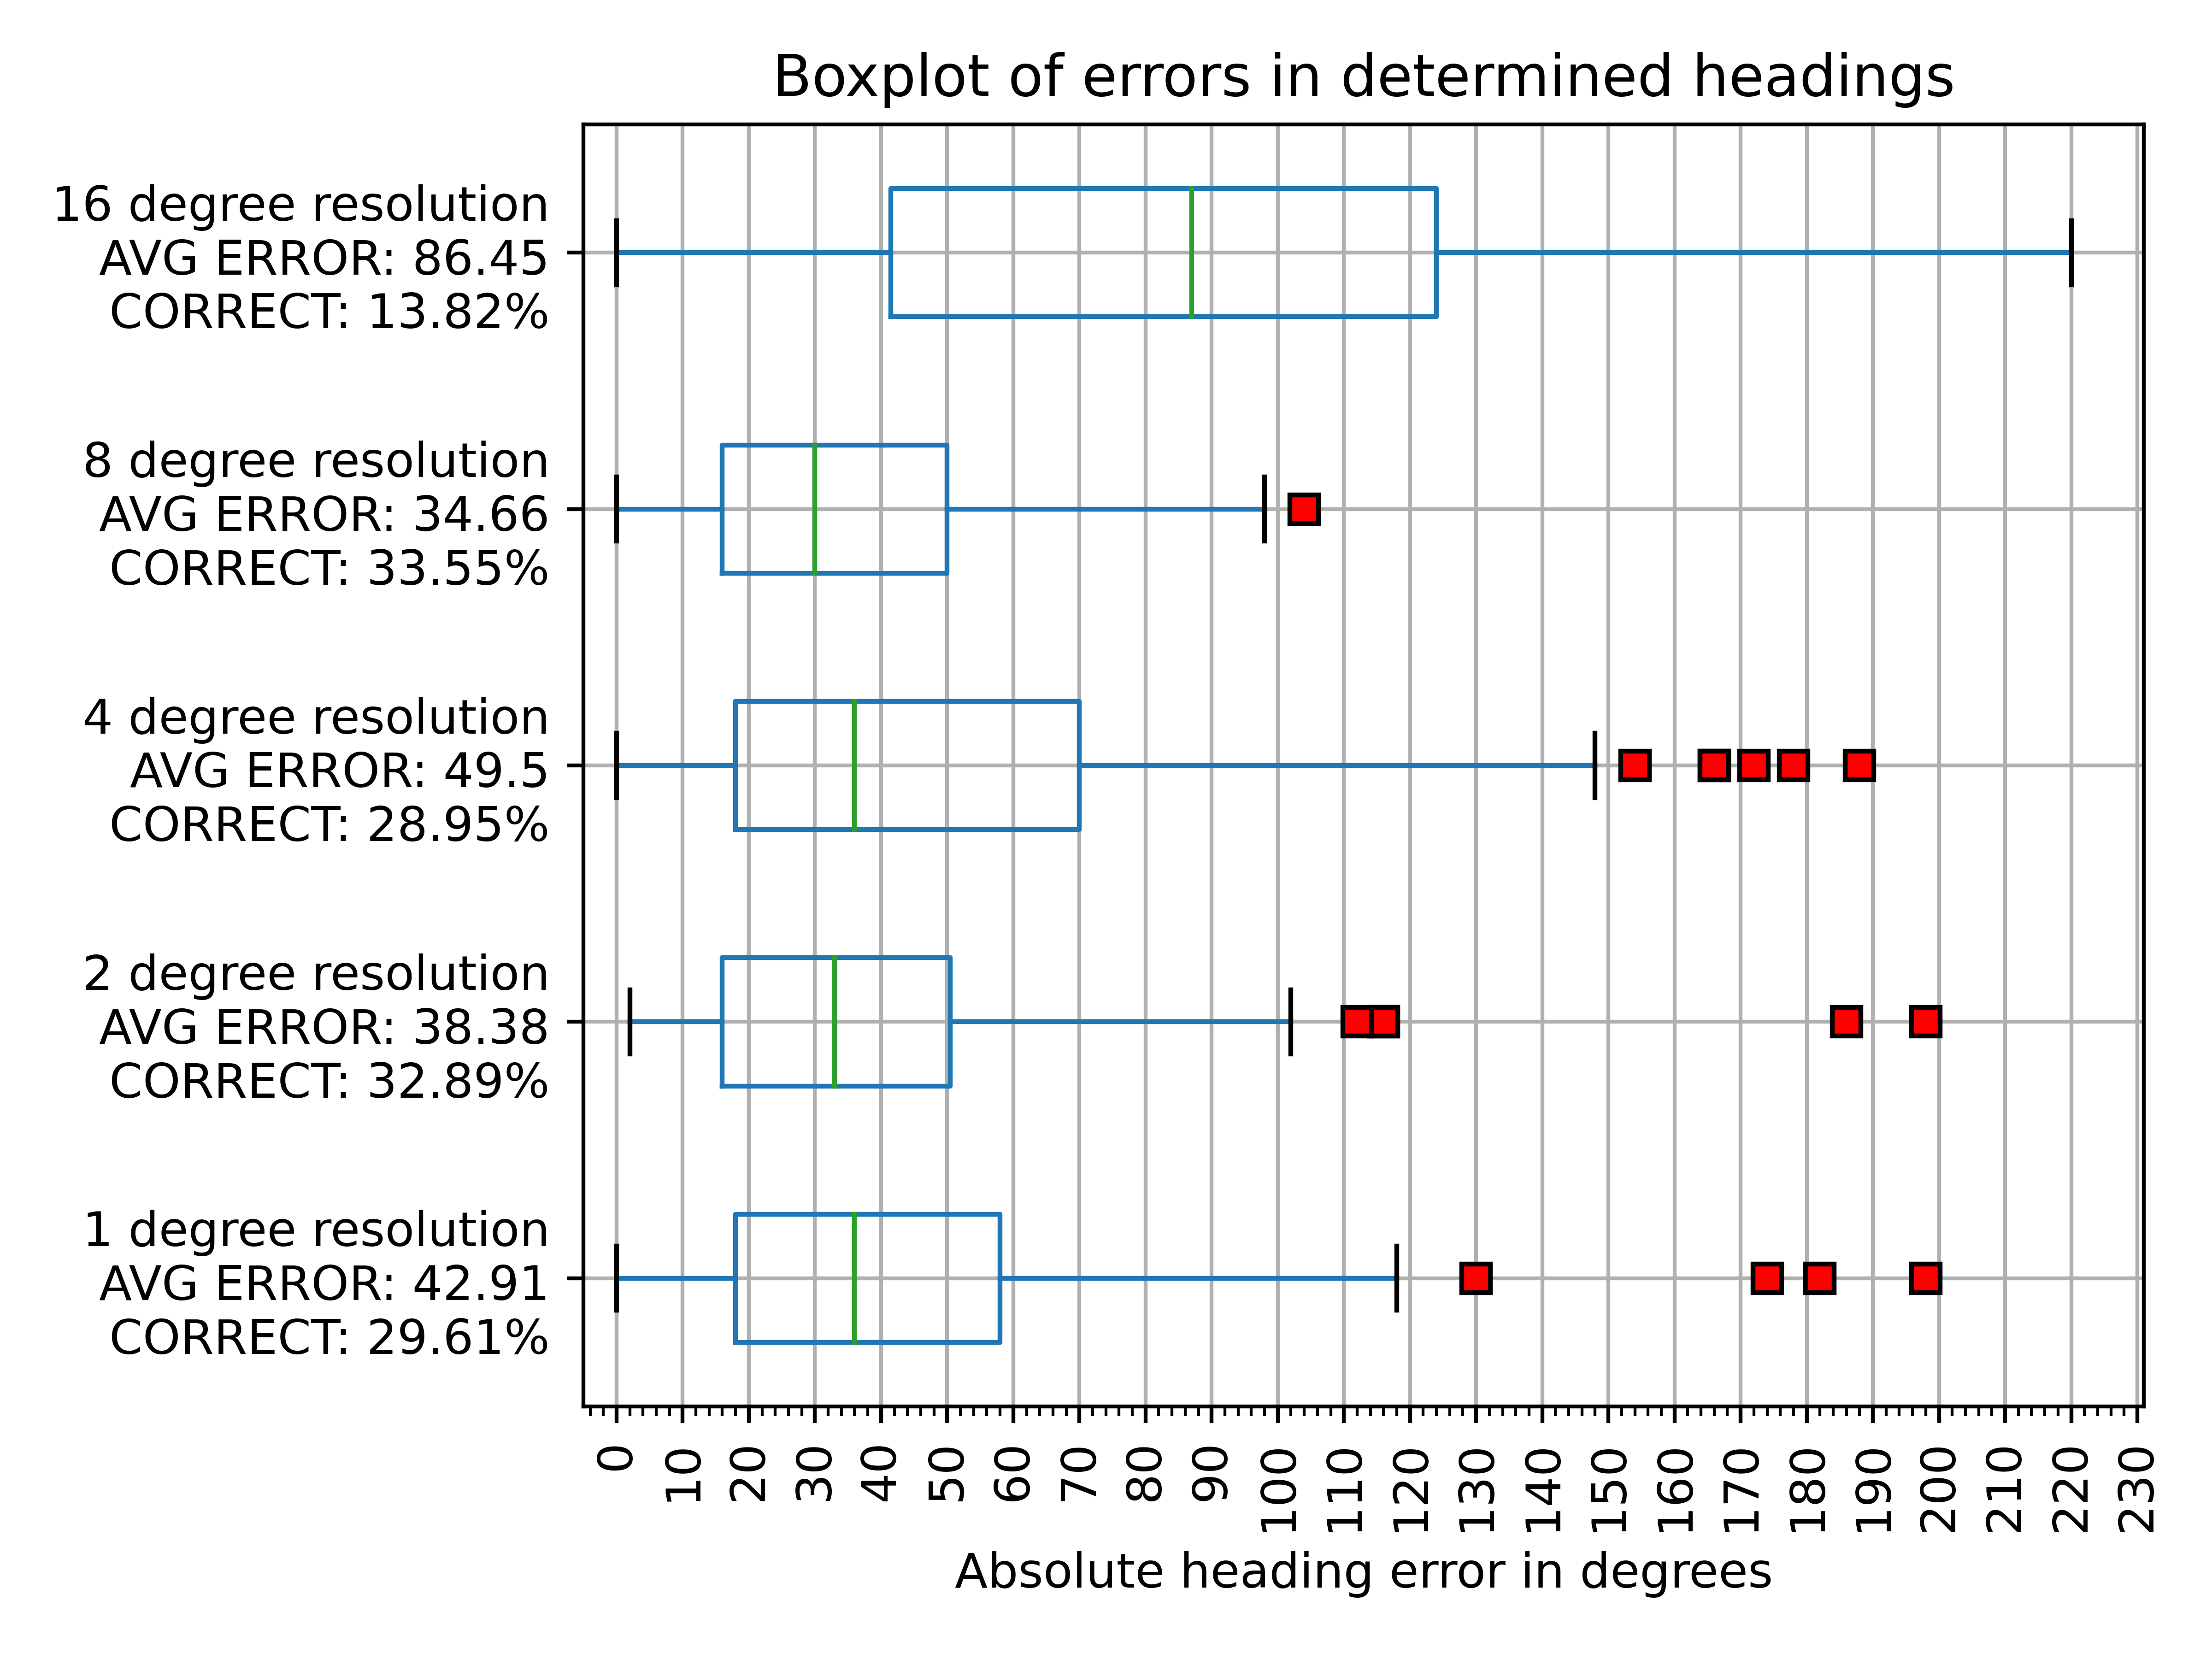 Boxplot of errors in determined headings
16 degree resolution
AVG ERROR: 86.45
CORRECT: 13.82%
8 degree resolution
AVG ERROR: 34.66
CORRECT: 33.55%
4 degree resolution
AVG ERROR: 49.5
CORRECT: 28.95%
2 degree resolution
AVG ERROR: 38.38
CORRECT: 32.89%
1 degree resolution
AVG ERROR: 42.91
CORRECT: 29.61%
0 10 20 30 40 50 60 70 80 90 100 110 120 130 140 150 160 170 180 190 200 210 220 230
Absolute heading error in degrees